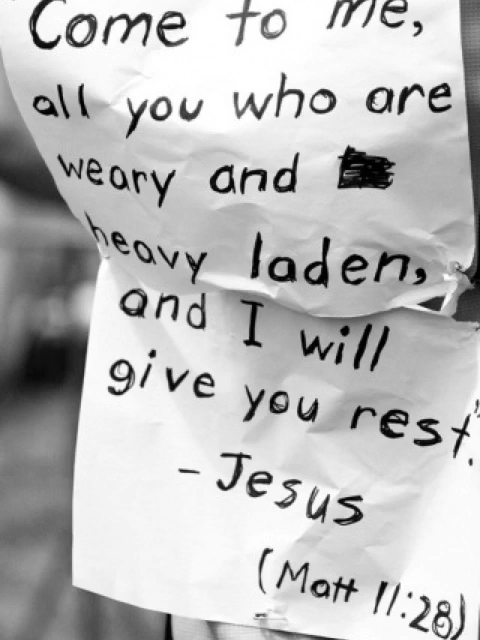 Come to me,
all you who are
weary and
heavy laden,
and I will
give you rest."
- Jesus
(Matt 11:28)